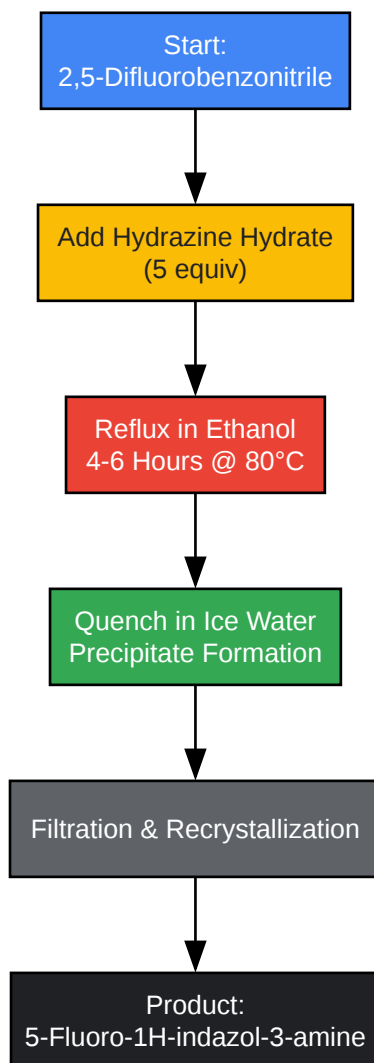 Start:
2,5-Difluorobenzonitrile
Add Hydrazine Hydrate
(5 equiv)
Reflux in Ethanol
4-6 Hours @ 80°C
Quench in Ice Water
Precipitate Formation
Filtration & Recrystallization
Product:
5-Fluoro-1H-indazol-3-amine